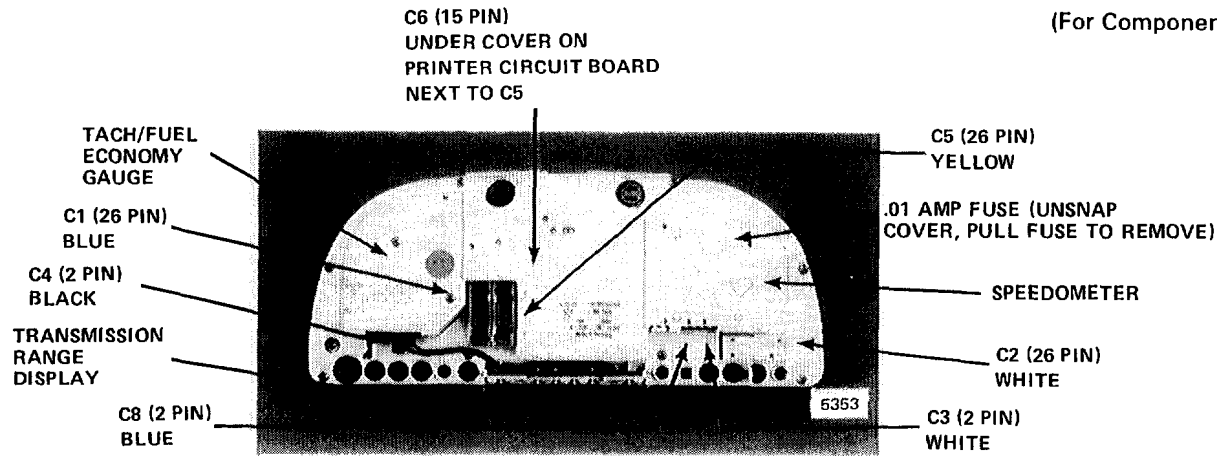 C6 (15 PIN)
UNDER COVER ON
PRINTER CIRCUIT BOARD
NEXT TO C5
(For Componer
TACH/FUEL
ECONOMY
GAUGE
C1 (26 PIN)
BLUE
C4 (2 PIN)
BLACK
TRANSMISSION
RANGE
DISPLAY
C8 (2 PIN)
BLUE
C5 (26 PIN)
YELLOW
.01 AMP FUSE (UNSNAP
COVER, PULL FUSE TO REMOVE)
SPEEDOMETER
C2 (26 PIN)
WHITE
5353
C3 (2 PIN)
WHITE